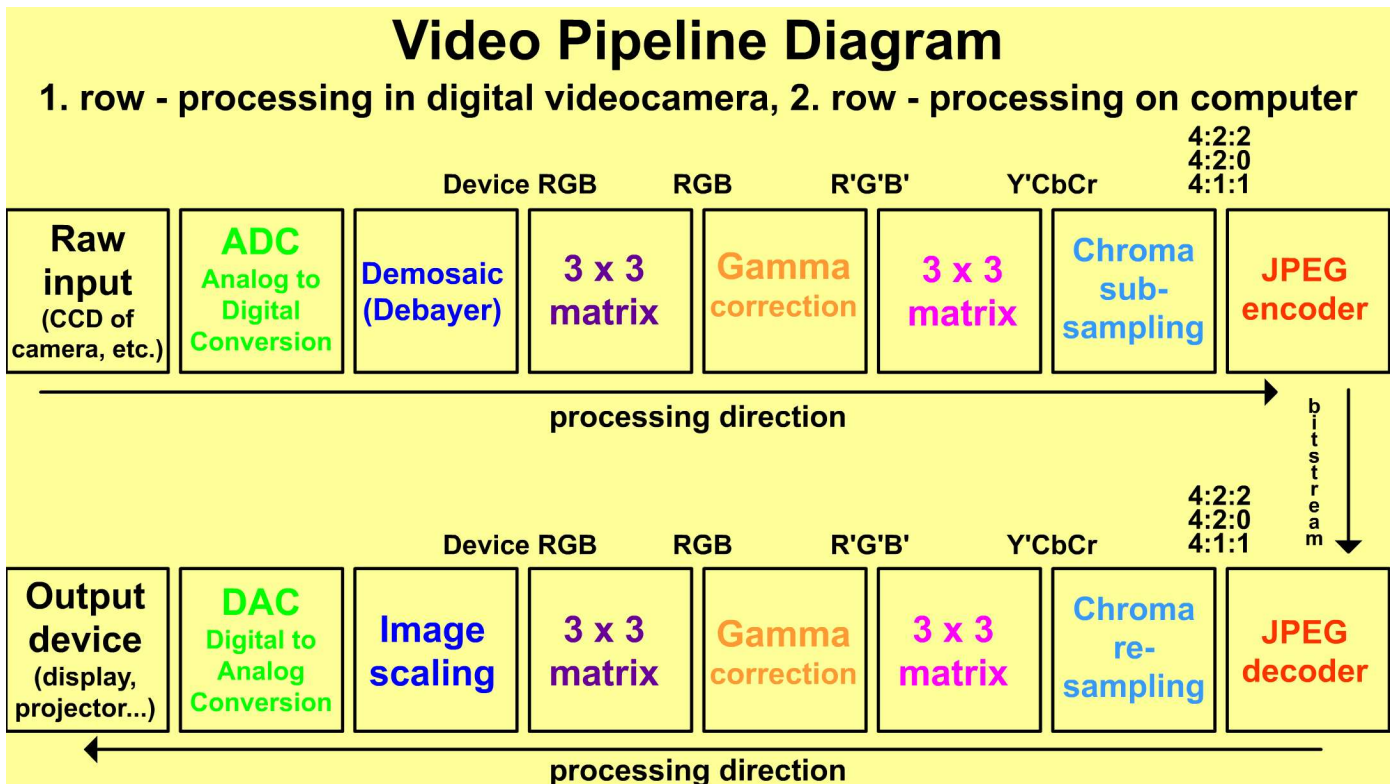 Video Pipeline Diagram
1. row - processing in digital videocamera, 2. row - processing on computer
4:2:2
4:2:0
Device RGB RGB R'G'B' Y'CbCr 4:1:1
Raw
input
(CCD of
camera, etc.)
ADC
Analog to
Digital
Conversion
Demosaic
(Debayer)
3 x 3
matrix
Gamma
correction
3 x 3
matrix
Chroma
sub-
sampling
JPEG
encoder
processing direction
bitstream
4:2:2
4:2:0
Device RGB RGB R'G'B' Y'CbCr 4:1:1
Output
device
(display,
projector...)
DAC
Digital to
Analog
Conversion
Image
scaling
3 x 3
matrix
Gamma
correction
3 x 3
matrix
Chroma
re-
sampling
JPEG
decoder
processing direction